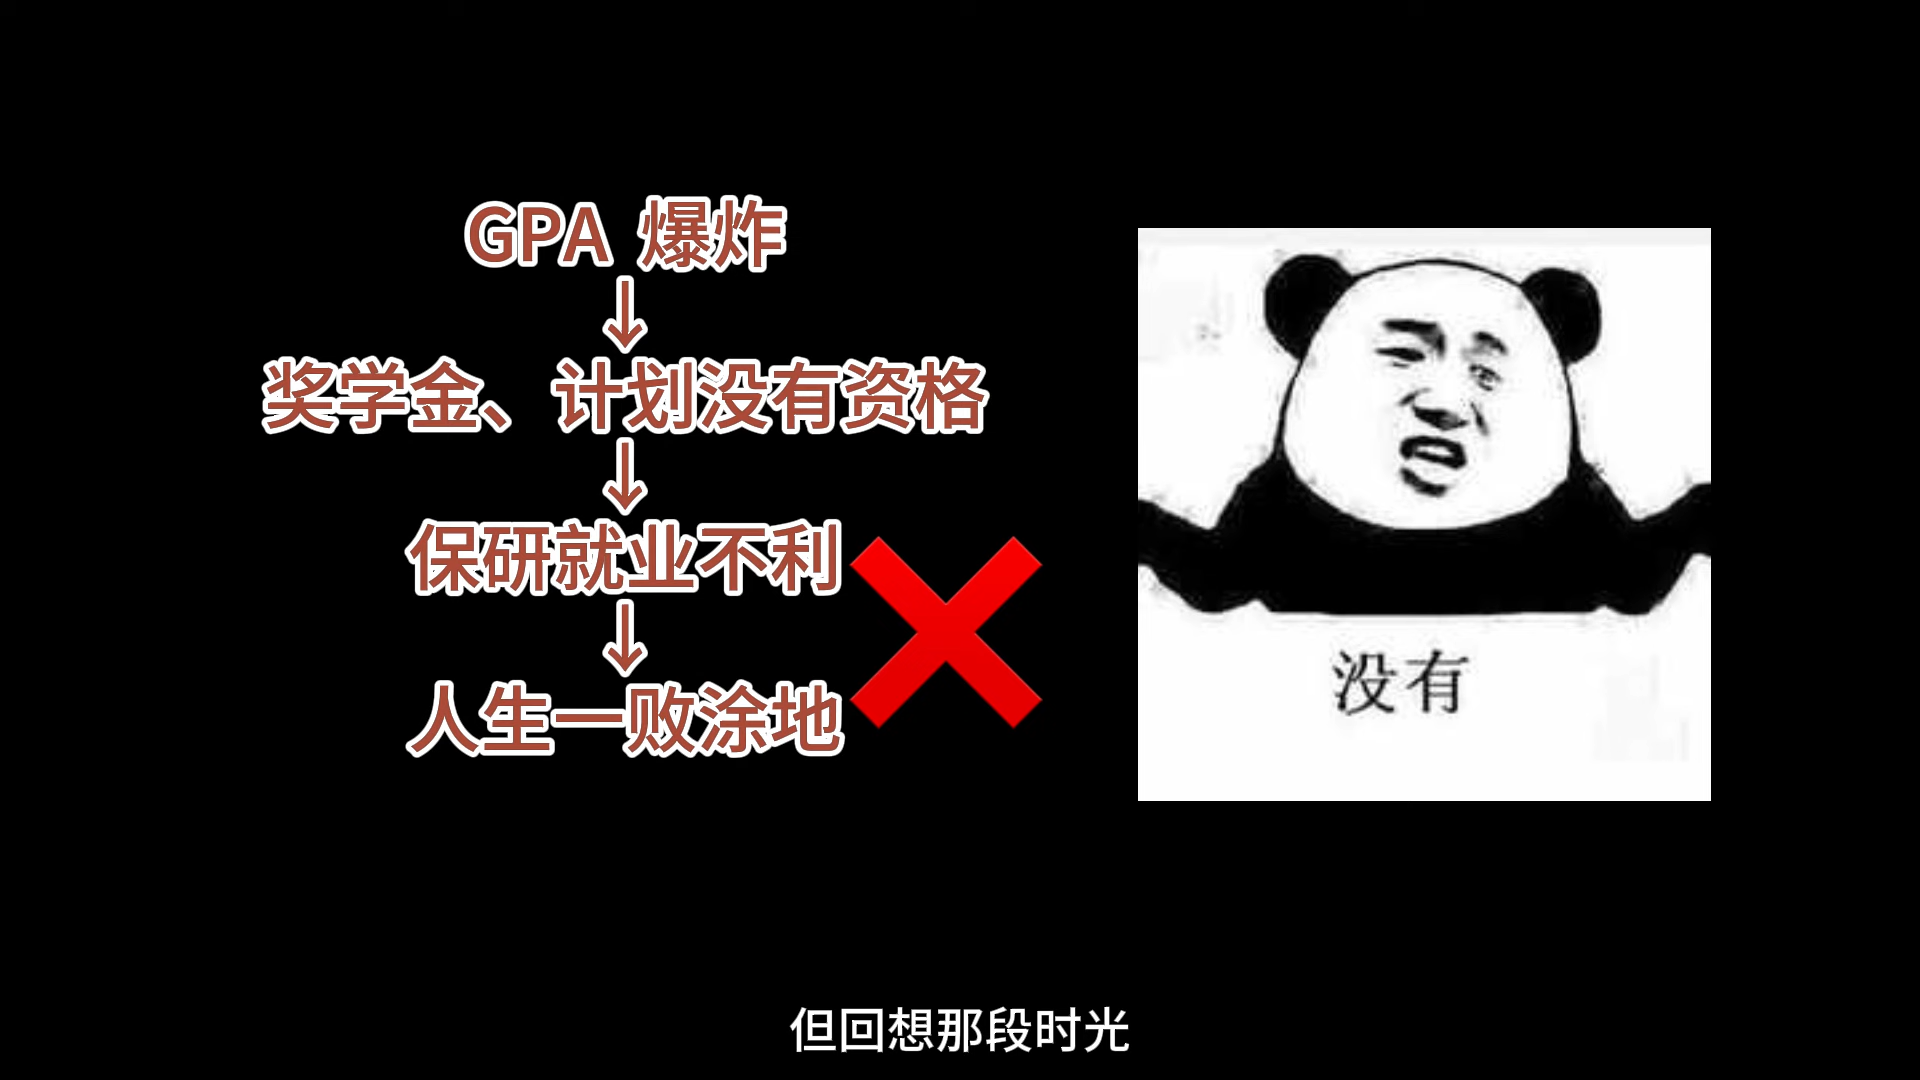 GPA 爆炸
↓
奖学金、计划没有资格
↓
保研就业不利
↓
人生一败涂地
没有
但回想那段时光